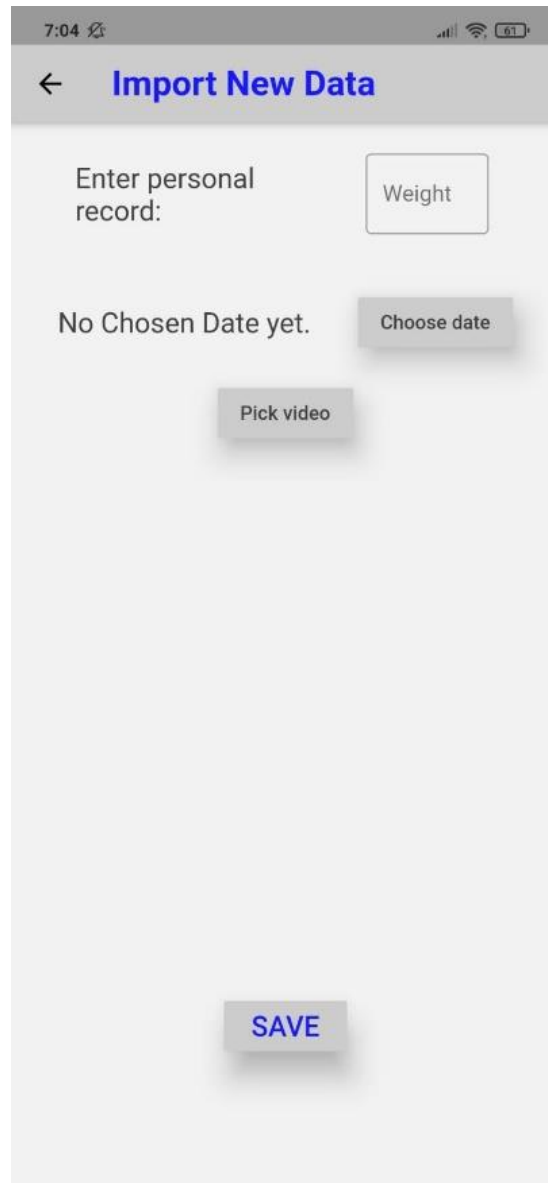 7:04
61
Import New Data
Enter personal
record:
Weight
No Chosen Date yet.
Choose date
Pick video
SAVE